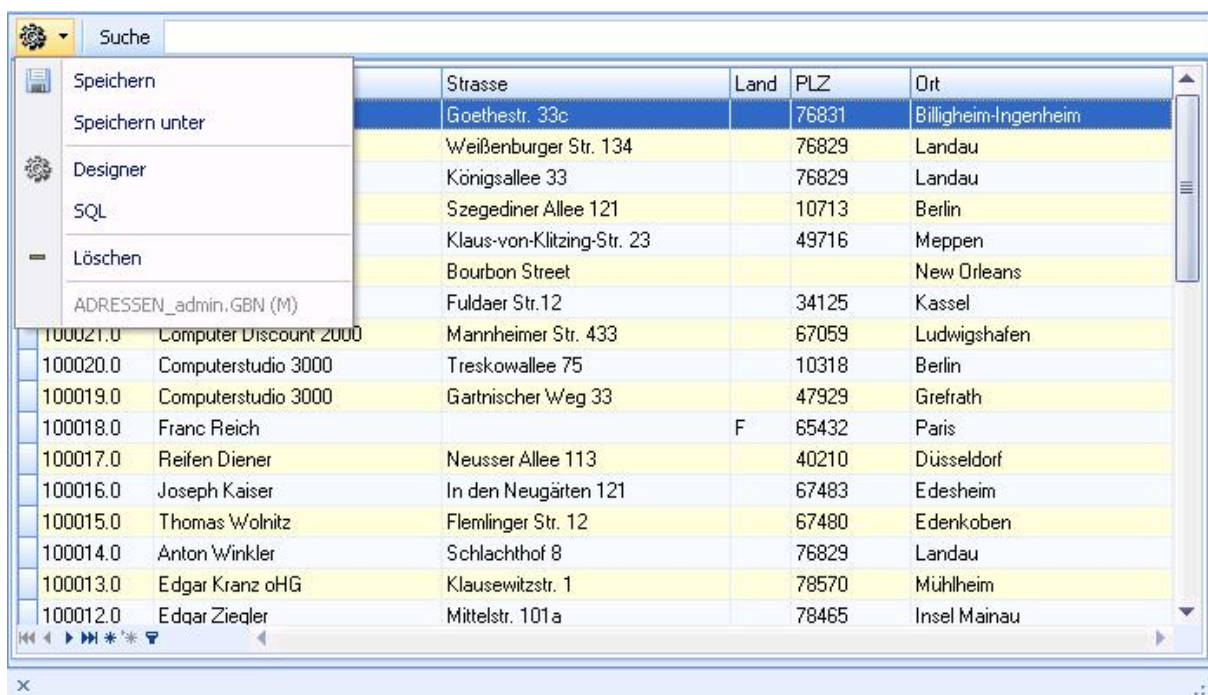 Suche
Speichern
Speichern unter
Designer
SQL
Löschen
ADRESSEN_admin.GBN (M)
Strasse Land PLZ Ort
Goethestr. 33c 76831 Billigheim-Ingenheim
Weißenburger Str. 134 76829 Landau
Königsallee 33 76829 Landau
Szegediner Allee 121 10713 Berlin
Klaus-von-Klitzing-Str. 23 49716 Meppen
Bourbon Street New Orleans
Fuldaer Str.12 34125 Kassel
100021.0 Computer Discount 2000 Mannheimer Str. 433 67059 Ludwigshafen
100020.0 Computerstudio 3000 Treskowallee 75 10318 Berlin
100019.0 Computerstudio 3000 Gartnischer Weg 33 47929 Grefrath
100018.0 Franc Reich F 65432 Paris
100017.0 Reifen Diener Neusser Allee 113 40210 Düsseldorf
100016.0 Joseph Kaiser In den Neugärten 121 67483 Edesheim
100015.0 Thomas Wolnitz Flemlinger Str. 12 67480 Edenkoben
100014.0 Anton Winkler Schlachthof 8 76829 Landau
100013.0 Edgar Kranz oHG Klausewitzstr. 1 78570 Mühlheim
100012.0 Edgar Ziegler Mittelstr. 101a 78465 Insel Mainau